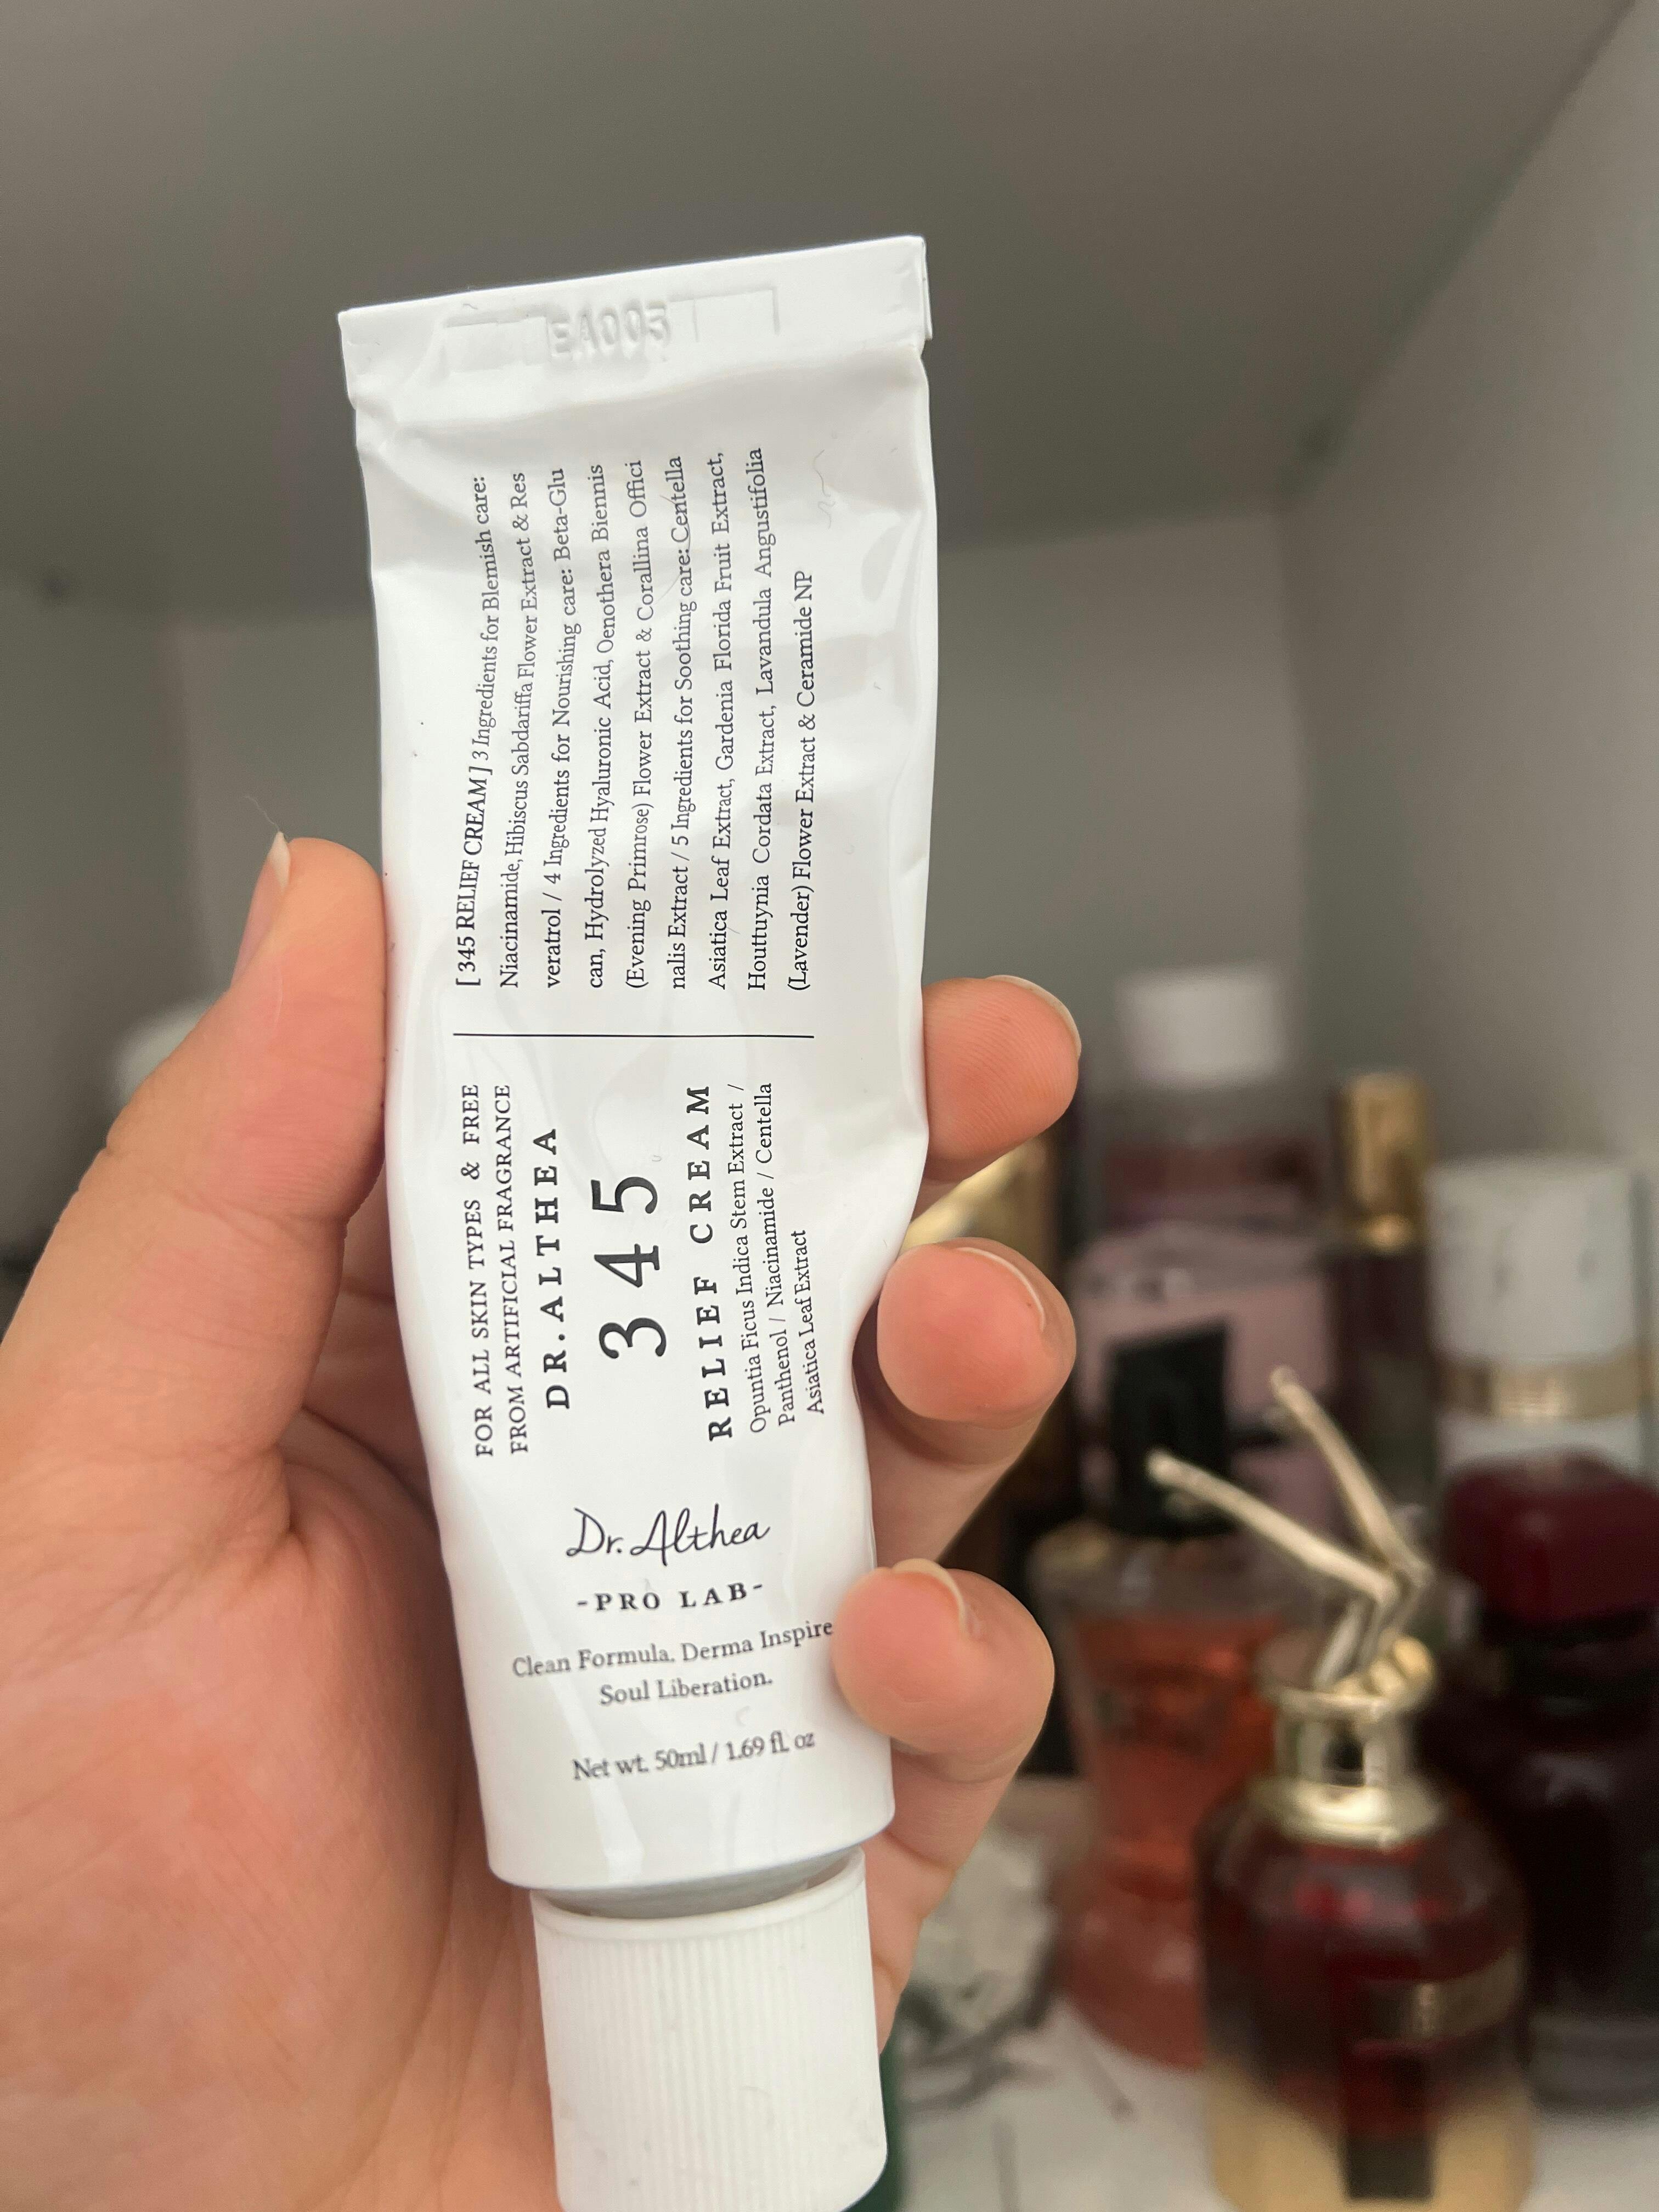 EA005
[ 345 RELIEF CREAM ] 3 Ingredients for Blemish care:
Niacinamide, Hibiscus Sabdariffa Flower Extract & Res
veratrol / 4 Ingredients for Nourishing care: Beta-Glu
can, Hydrolyzed Hyaluronic Acid, Oenothera Biennis
(Evening Primrose) Flower Extract & Corallina Offici
nalis Extract / 5 Ingredients for Soothing care: Centella
Asiatica Leaf Extract, Gardenia Florida Fruit Extract,
Houttuynia Cordata Extract, Lavandula Angustifolia
(Lavender) Flower Extract & Ceramide NP
FOR ALL SKIN TYPES & FREE
FROM ARTIFICIAL FRAGRANCE
DR.ALTHEA
345
RELIEF CREAM
Opuntia Ficus Indica Stem Extract /
Panthenol / Niacinamide / Centella
Asiatica Leaf Extract
Dr. Althea
-PRO LAB-
Clean Formula. Derma Inspire
Soul Liberation.
Net wt. 50ml / 1.69 fl. oz